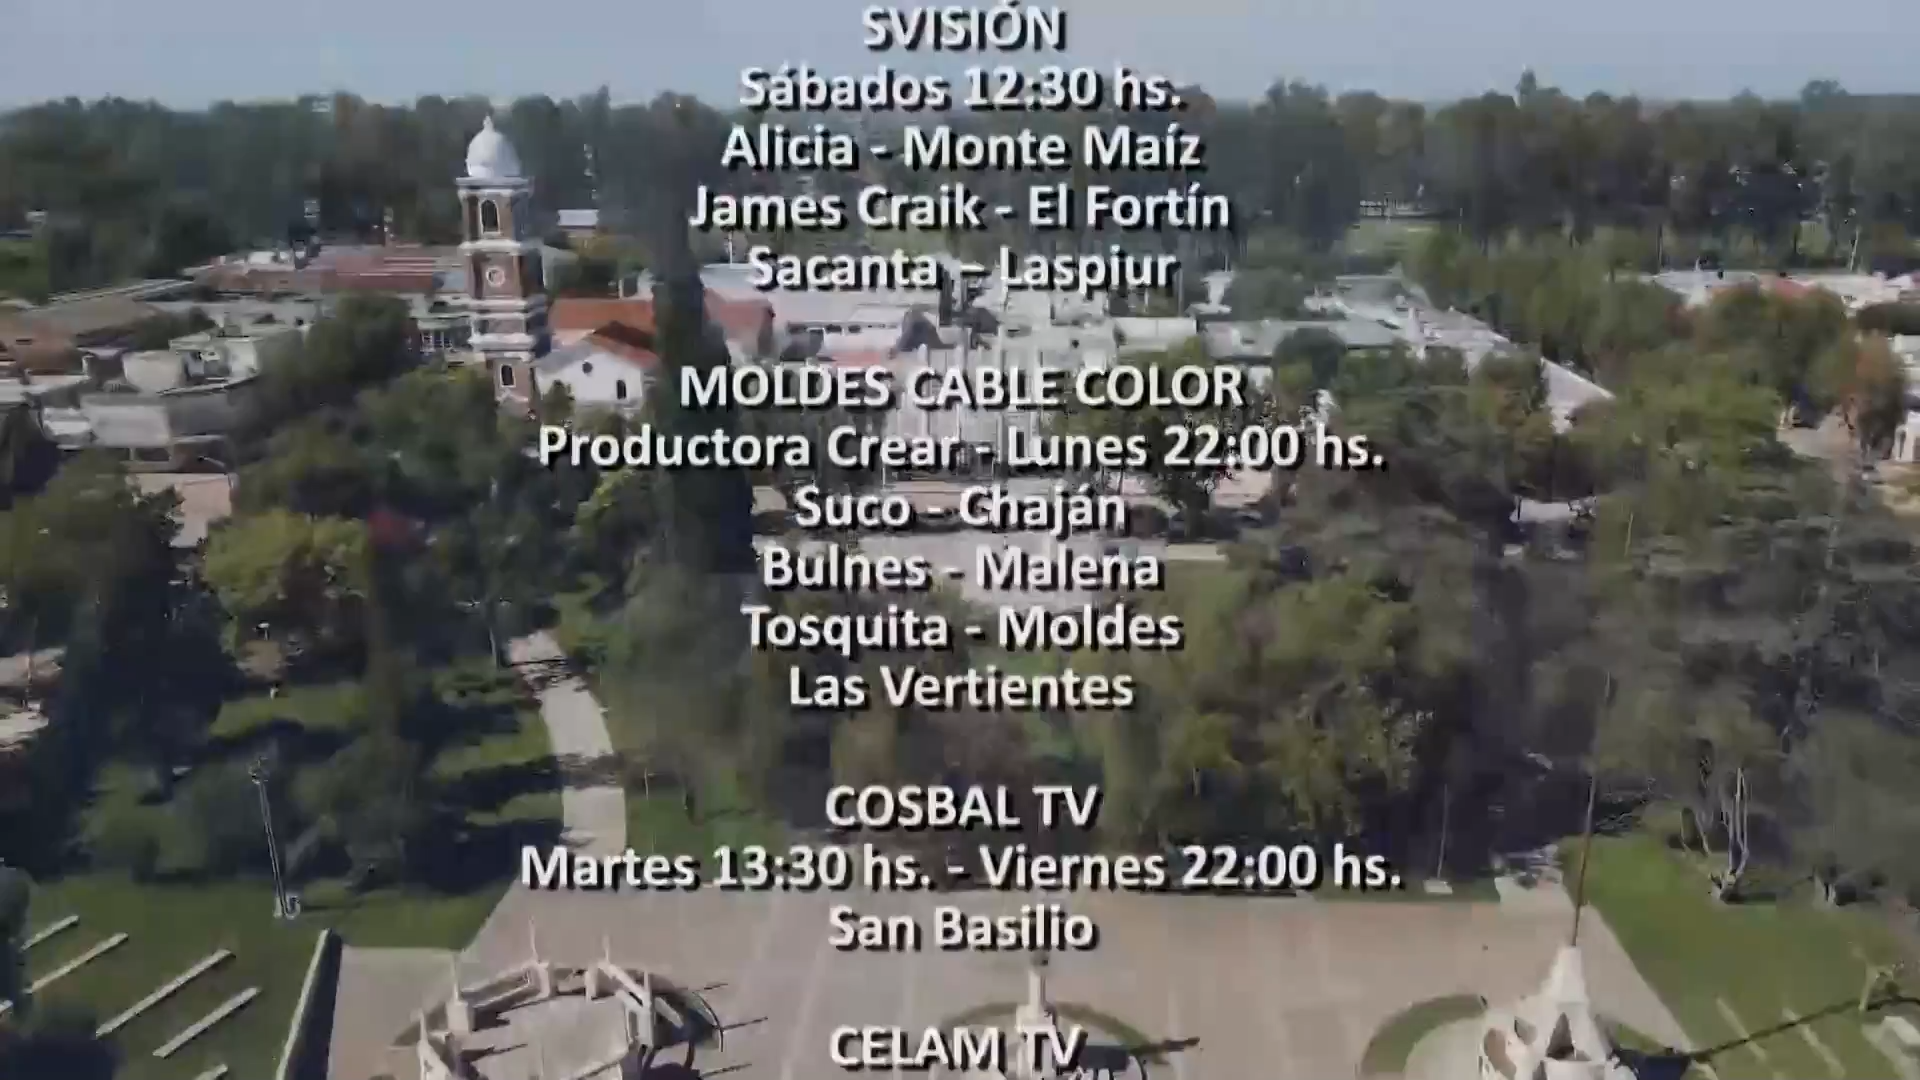 SVISIÓN
Sábados 12:30 hs.
Alicia - Monte Maíz
James Craik - El Fortín
Sacanta – Laspiur
MOLDES CABLE COLOR
Productora Crear - Lunes 22:00 hs.
Suco - Chaján
Bulnes - Malena
Tosquita - Moldes
Las Vertientes
COSBAL TV
Martes 13:30 hs. - Viernes 22:00 hs.
San Basilio
CELAM TV